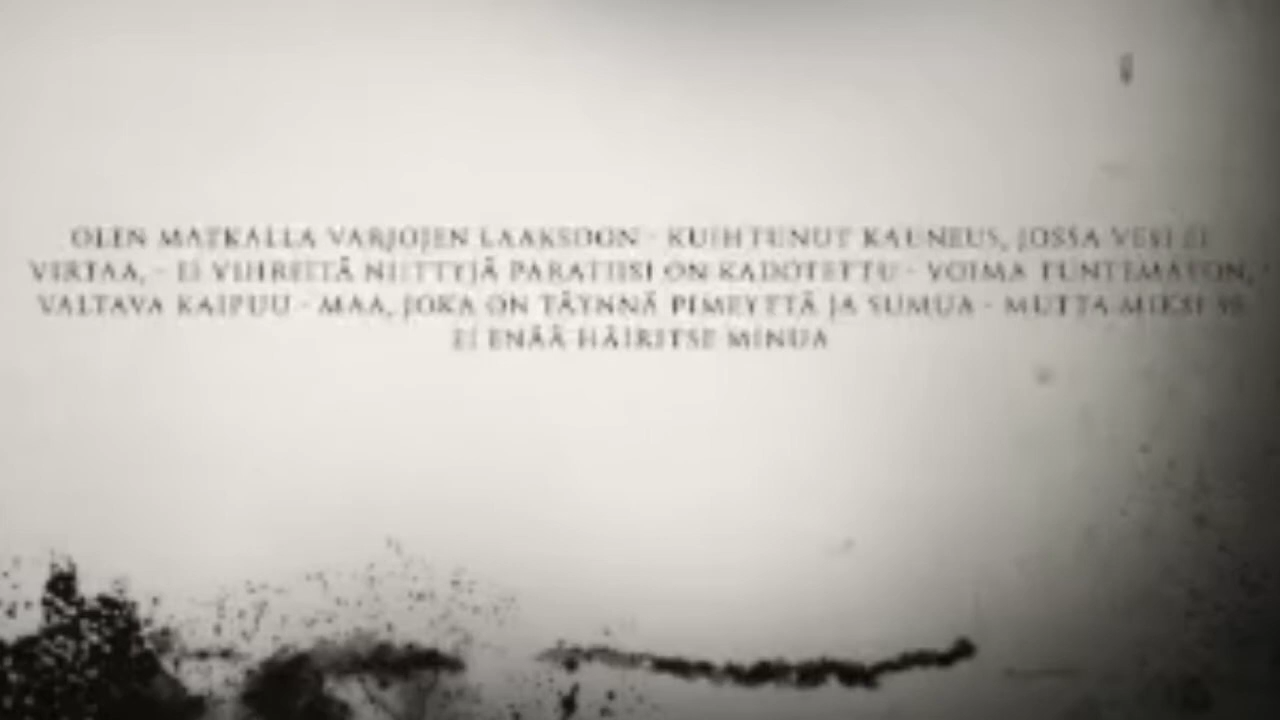 OLEN MATKALLA VARJOJEN LAAKSOON - KUIHTUNUT KAUNEUS, JOSSA VESI EI
VIRTAA, - EI VIHREITÄ NIITTYJÄ PARATIISI ON KADOTETTU - VOIMA TUNTEMATON, -
VALTAVA KAIPUU - MAA, JOKA ON TÄYNNÄ PIMEYTTÄ JA SUMUA - MUTTA MIKSI SE
EI ENÄÄ HÄIRITSE MINUA